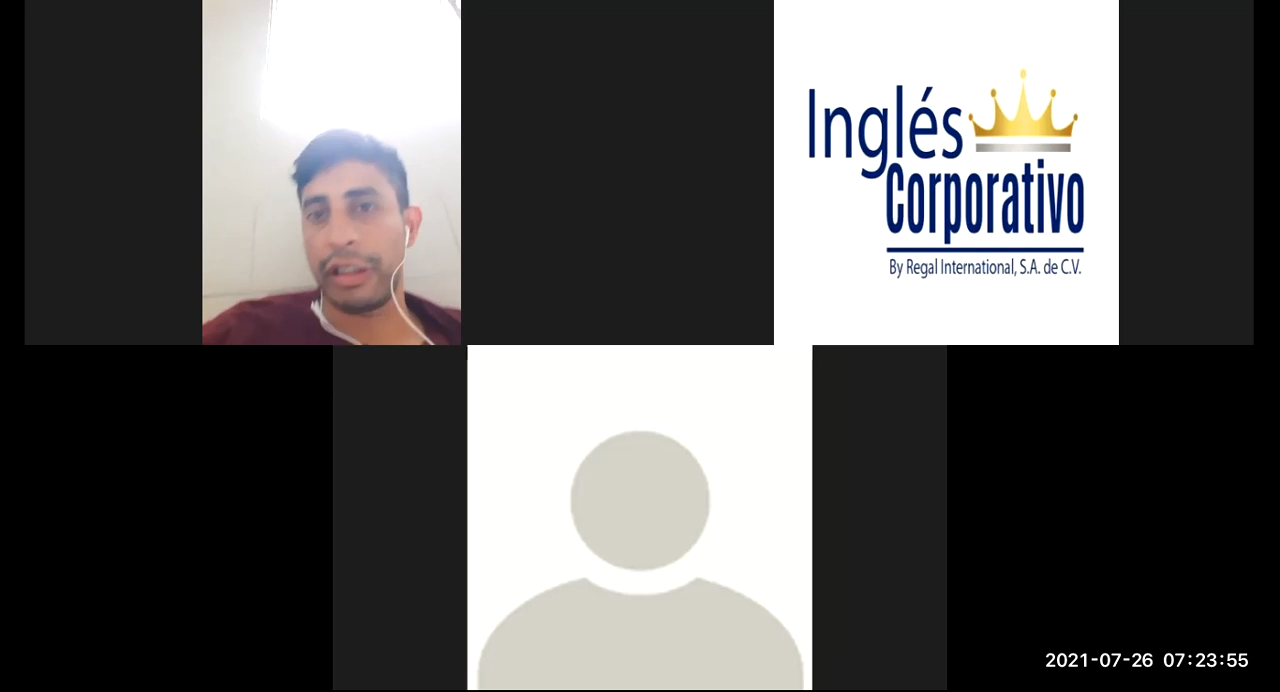 Inglés
Corporativo
By Regal International, S.A. de C.V.
2021-07-26 07:23:55